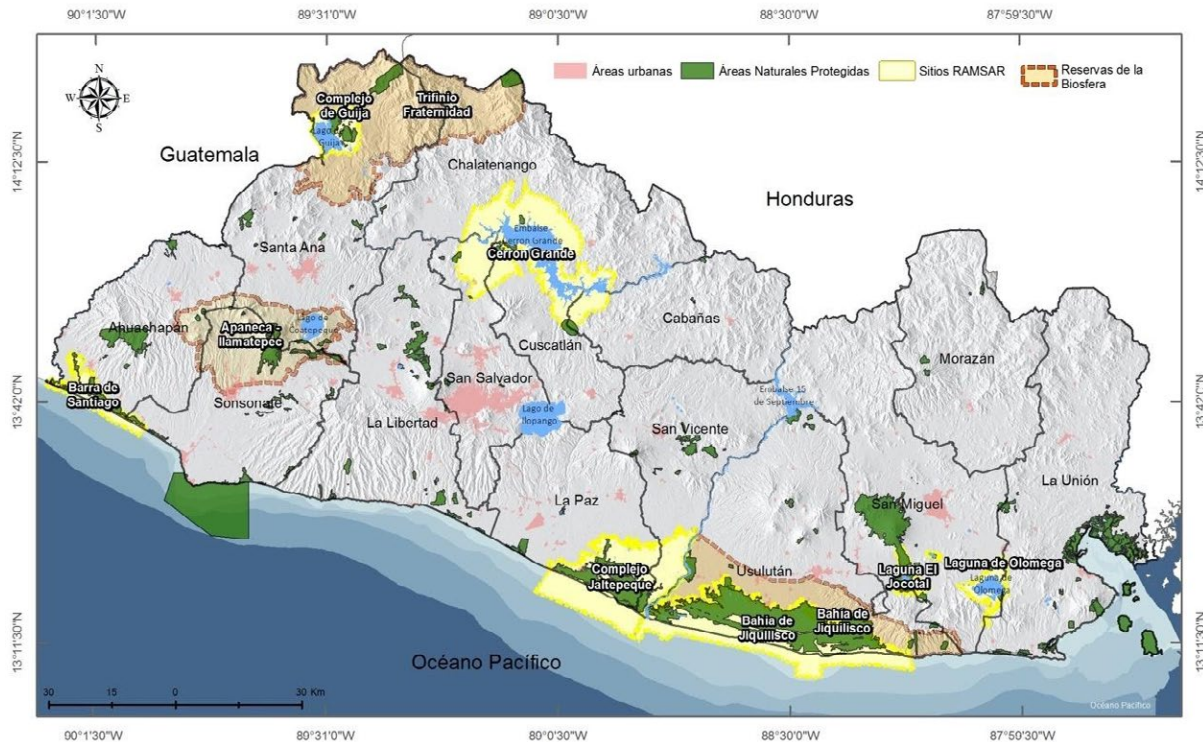 90°1'30"W 89°31'0"W 89°0'30"W 88°30'0"W 87°59'30"W
N
W E
S
Áreas urbanas Áreas Naturales Protegidas Sitios RAMSAR Reservas de la
Biosfera
Complejo
de Guija
Trifinio
Fraternidad
Lago de
Guija
Guatemala
Chalatenango
14°12'30"N
14°12'30"N
Honduras
Embalse
Cerron Grande
Cerrón Grande
Santa Ana
Ahuachapán
Apaneca -
Ilamatepec
Lago de
Coatepeque
Cabañas
Cuscatlán
Morazán
San Salvador
Barra de
Santiago
Sonsonate
La Libertad
Lago de
Ilopango
Embalse 15
de Septiembre
13°42'0"N
13°42'0"N
San Vicente
La Unión
La Paz
San Miguel
Complejo
Jaltepeque
Usulután
Laguna El
Jocotal
Laguna de Olomega
Laguna de
Olomega
Bahía de
Jiquilisco
Bahía de
Jiquilisco
13°11'30"N
13°11'30"N
Océano Pacífico
30 15 0 30 Km
Océano Pacífico
90°1'30"W 89°31'0"W 80°0'30"W 88°30'0"W 87°50'30"W